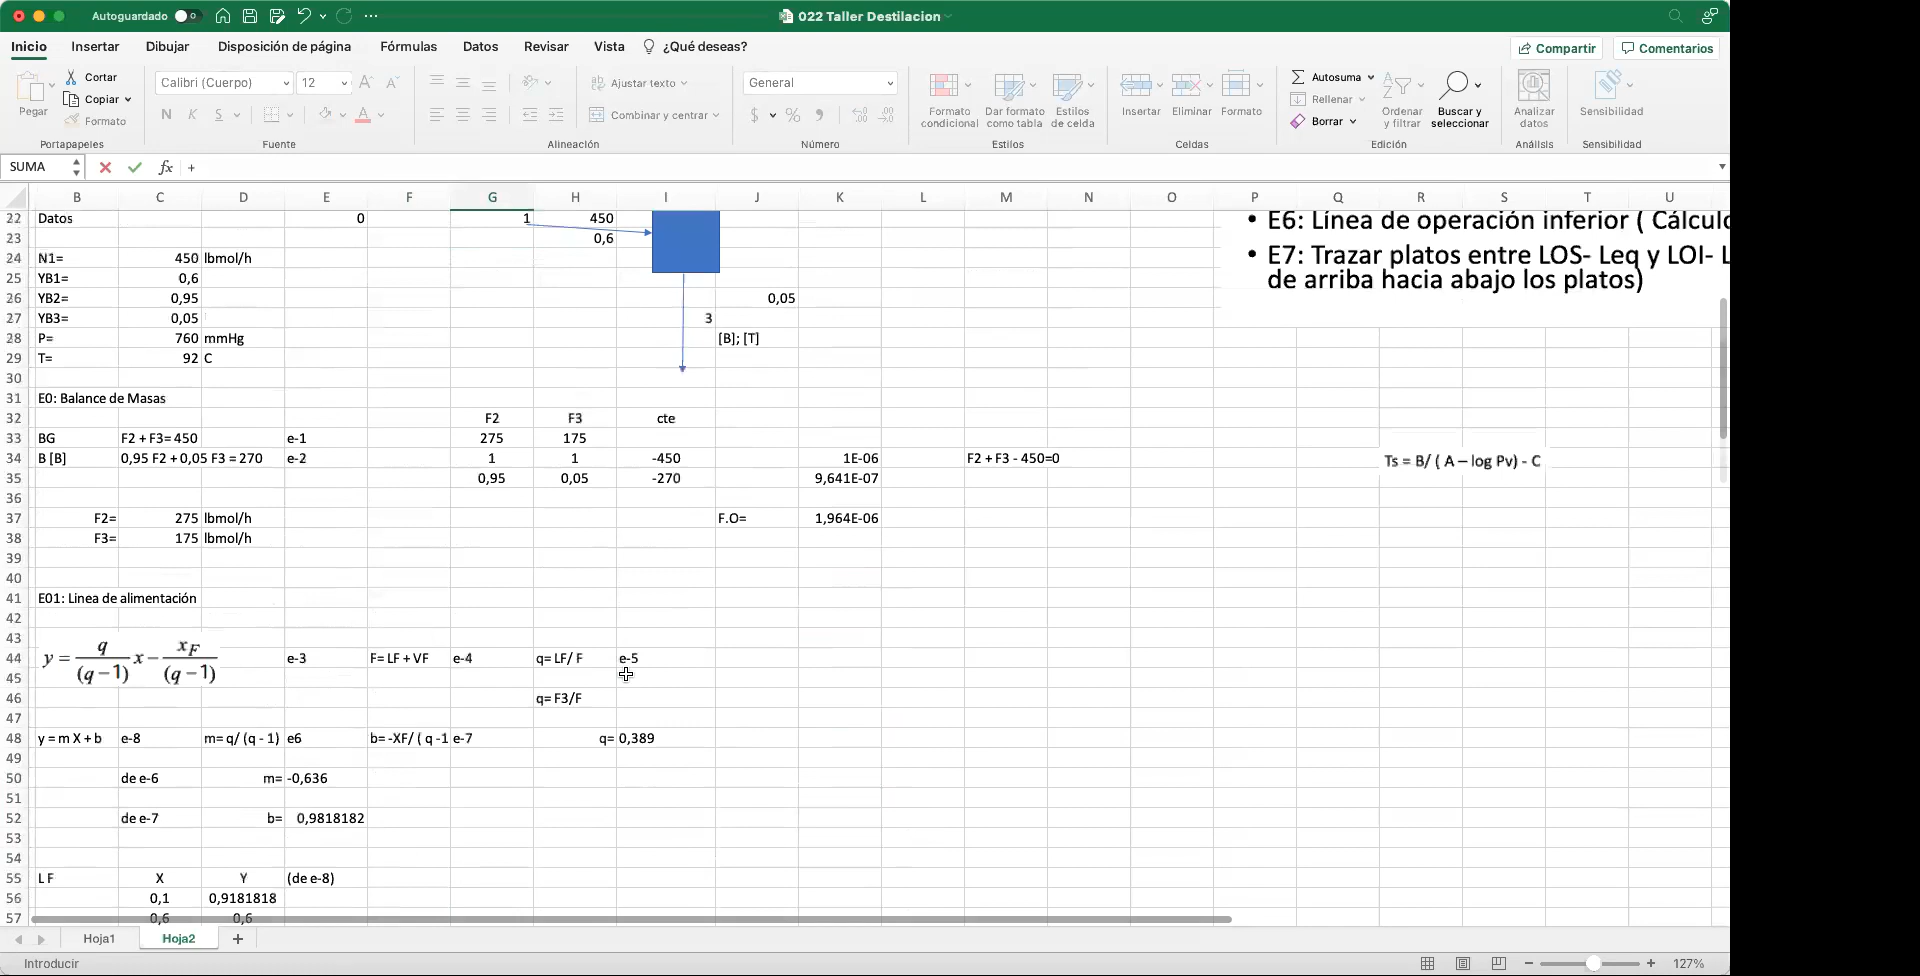 Autoguardado
022 Taller Destilacion
Inicio Insertar Dibujar Disposición de página Fórmulas Datos Revisar Vista ¿Qué deseas? Compartir Comentarios
Pegar Cortar Copiar Formato
Calibri (Cuerpo) 12 A A
N K S A
Ajustar texto
Combinar y centrar
General
$ %
Formato condicional
Dar formato como tabla
Estilos de celda
Insertar Eliminar Formato
Autosuma
Rellenar
Borrar
Ordenar y filtrar
Buscar y seleccionar
Analizar datos
Sensibilidad
Portapapeles Fuente Alineación Número Estilos Celdas Edición Análisis Sensibilidad
SUMA fx +
B C D E F G H I J K L M N O P Q R S T U
22 Datos 0 1 450
• E6: Línea de operación inferior ( Cálculo
23 0,6
24 N1= 450 lbmol/h
• E7: Trazar platos entre LOS- Leq y LOI- L
25 YB1= 0,6
de arriba hacia abajo los platos)
26 YB2= 0,95 0,05
27 YB3= 0,05 3
28 P= 760 mmHg [B]; [T]
29 T= 92 C
30
31 E0: Balance de Masas
32 F2 F3 cte
33 BG F2 + F3= 450 e-1 275 175
34 B [B] 0,95 F2 + 0,05 F3 = 270 e-2 1 1 -450 1E-06 F2 + F3 - 450=0 Ts = B/ ( A – log Pv) - C
35 0,95 0,05 -270 9,641E-07
36
37 F2= 275 lbmol/h F.O= 1,964E-06
38 F3= 175 lbmol/h
39
40
41 E01: Linea de alimentación
42
43
44 y = q/(q-1) x - xF/(q-1) e-3 F= LF + VF e-4 q= LF/ F e-5
45
46 q= F3/F
47
48 y = m X + b e-8 m= q/ (q - 1) e6 b= -XF/ ( q -1 e-7 q= 0,389
49
50 de e-6 m= -0,636
51
52 de e-7 b= 0,9818182
53
54
55 L F X Y (de e-8)
56 0,1 0,9181818
57 0,6 0,6
Hoja1 Hoja2 +
Introducir 127%